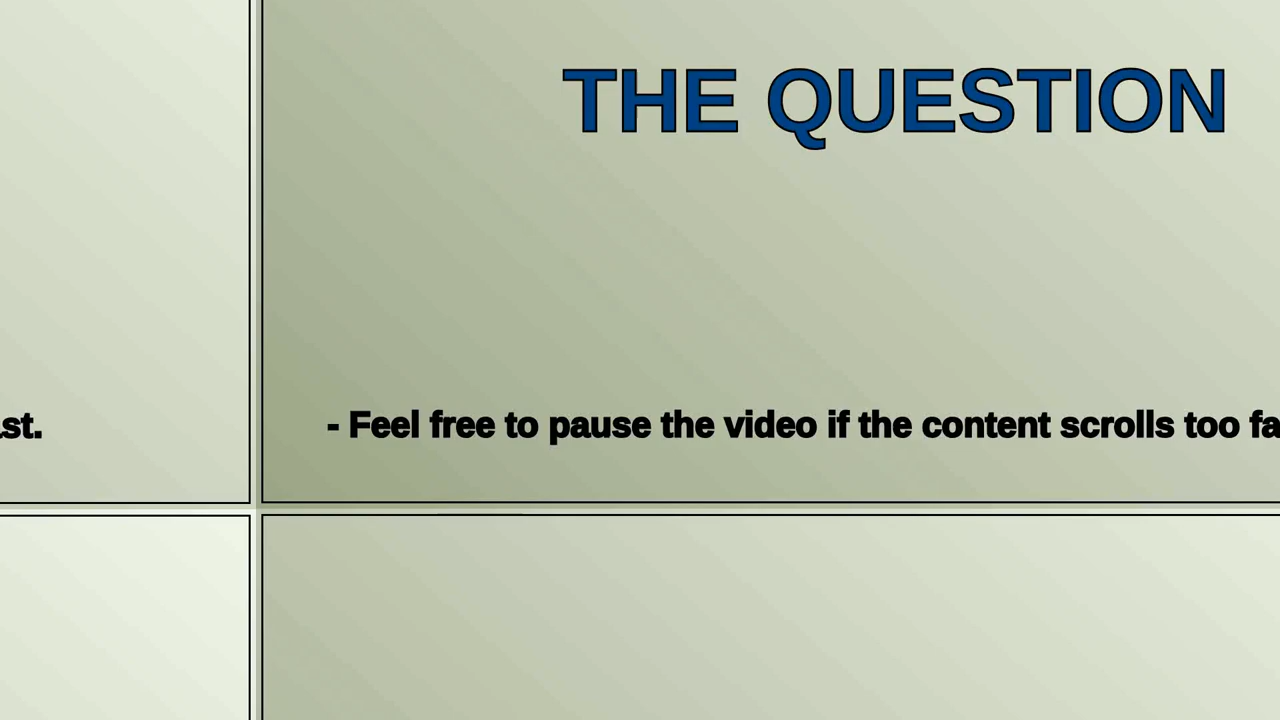 THE QUESTION
st.
- Feel free to pause the video if the content scrolls too fa